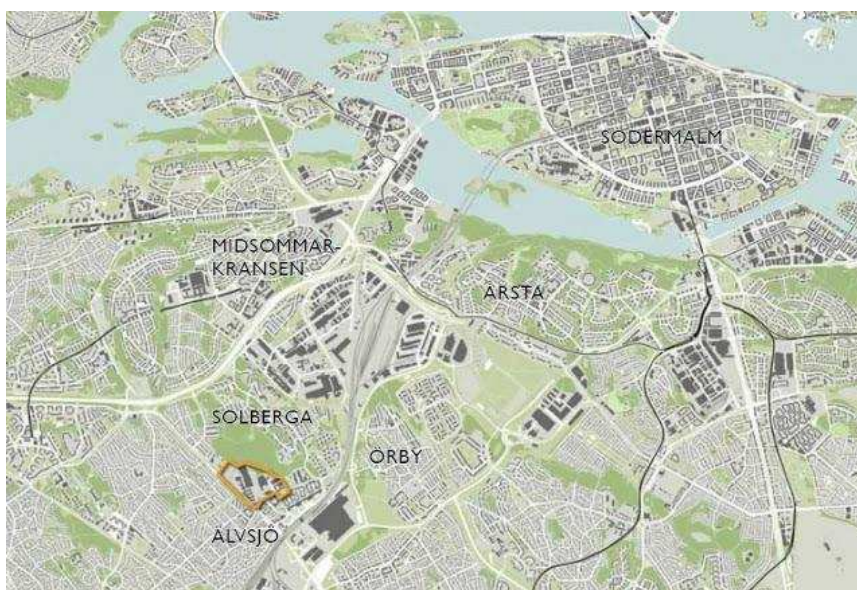 SÖDERMALM
MIDSOMMAR-
KRANSEN
ÅRSTA
SOLBERGA
ÖRBY
ÄLVSJÖ